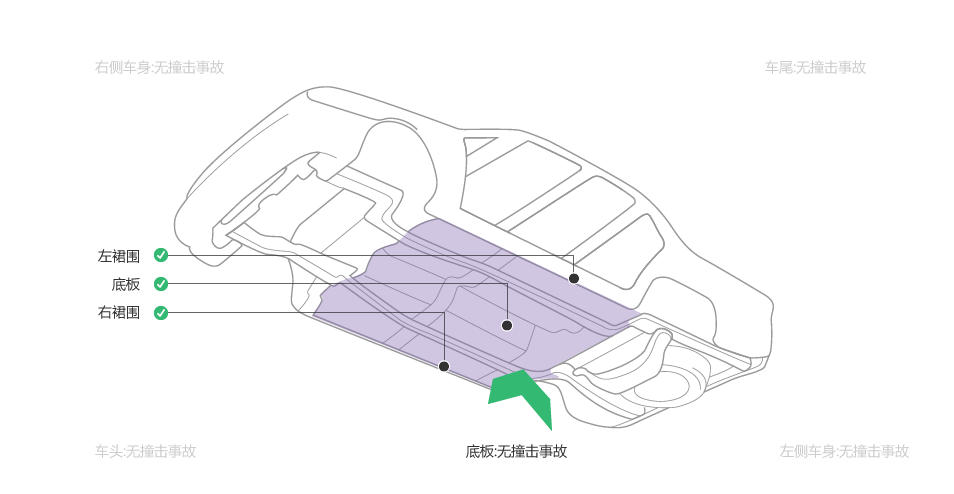 右侧车身:无撞击事故
车尾:无撞击事故
左裙围
底板
右裙围
车头:无撞击事故
底板:无撞击事故
左侧车身:无撞击事故